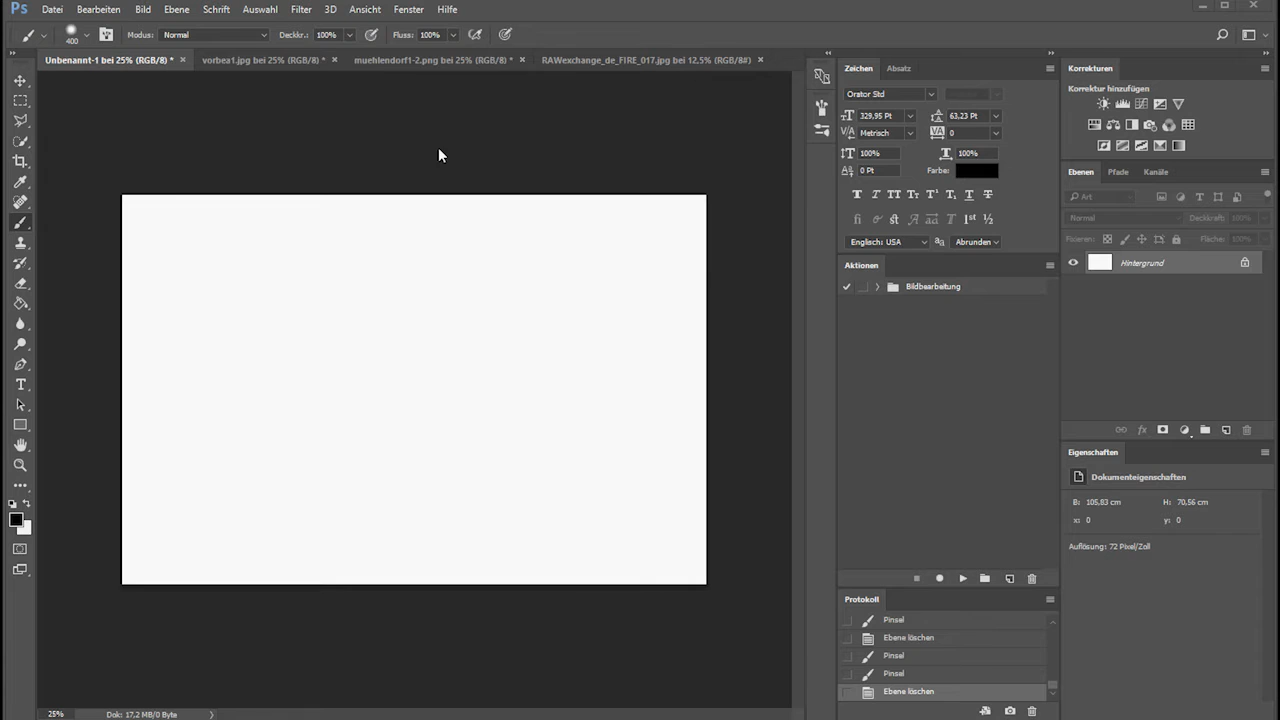 Ps Datei Bearbeiten Bild Ebene Schrift Auswahl Filter 3D Ansicht Fenster Hilfe
400 Modus: Normal Deckkr.: 100% Fluss: 100%
Unbenannt-1 bei 25% (RGB/8) * × vorbea1.jpg bei 25% (RGB/8) * × muehlendorf1-2.png bei 25% (RGB/8) * × RAWexchange_de_FIRE_017.jpg bei 12,5% (RGB/8#) ×
Zeichen Absatz
Orator Std
329,95 Pt 63,23 Pt
Metrisch 0
100% 100%
0 Pt Farbe:
Englisch: USA aa Abrunden
Aktionen
Bildbearbeitung
Protokoll
Pinsel
Ebene löschen
Pinsel
Pinsel
Ebene löschen
Korrekturen
Korrektur hinzufügen
Ebenen Pfade Kanäle
Art
Normal Deckkraft: 100%
Fixieren: Fläche: 100%
Hintergrund
Eigenschaften
Dokumenteigenschaften
B: 105,83 cm H: 70,56 cm
x: 0 y: 0
Auflösung: 72 Pixel/Zoll
25% Dok: 17,2 MB/0 Byte